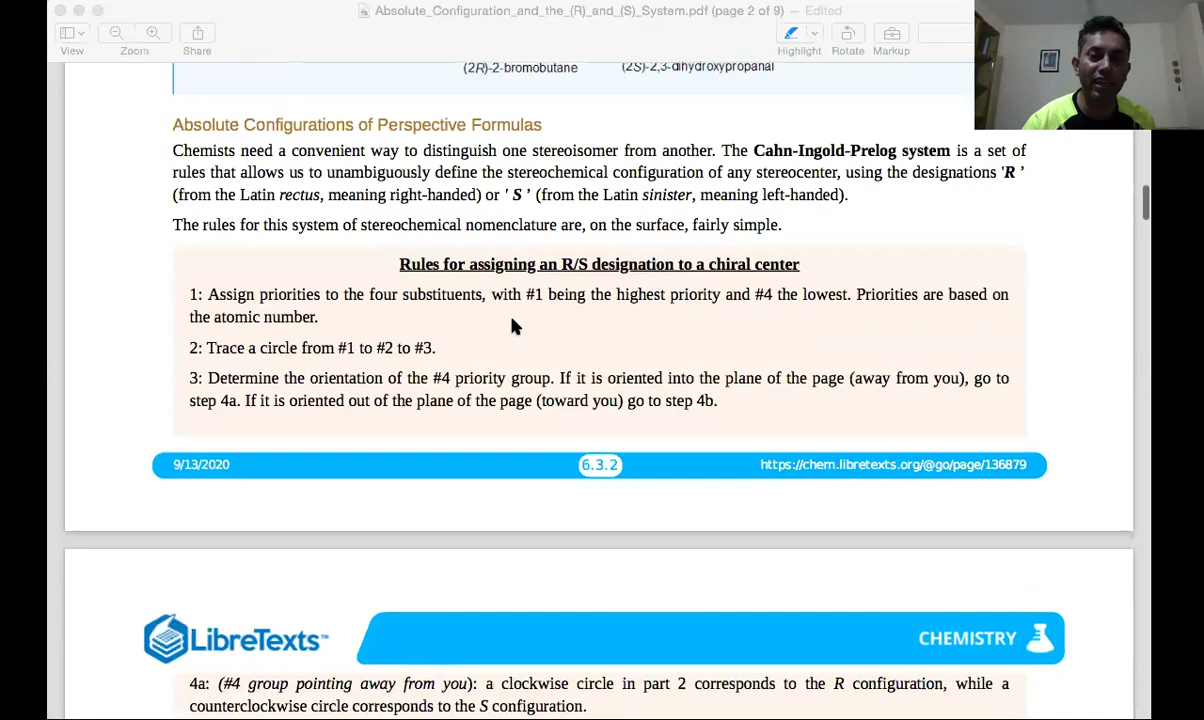 Absolute_Configuration_and_the_(R)_and_(S)_System.pdf (page 2 of 9) — Edited
View
Zoom
Share
Highlight
Rotate
Markup
(2R)-2-bromobutane
(2S)-2,3-dihydroxypropanal
Absolute Configurations of Perspective Formulas
Chemists need a convenient way to distinguish one stereoisomer from another. The Cahn-Ingold-Prelog system is a set of
rules that allows us to unambiguously define the stereochemical configuration of any stereocenter, using the designations 'R ’
(from the Latin rectus, meaning right-handed) or ' S ’ (from the Latin sinister, meaning left-handed).
The rules for this system of stereochemical nomenclature are, on the surface, fairly simple.
Rules for assigning an R/S designation to a chiral center
1: Assign priorities to the four substituents, with #1 being the highest priority and #4 the lowest. Priorities are based on
the atomic number.
2: Trace a circle from #1 to #2 to #3.
3: Determine the orientation of the #4 priority group. If it is oriented into the plane of the page (away from you), go to
step 4a. If it is oriented out of the plane of the page (toward you) go to step 4b.
9/13/2020
6.3.2
https://chem.libretexts.org/@go/page/136879
LibreTexts™
CHEMISTRY
4a: (#4 group pointing away from you): a clockwise circle in part 2 corresponds to the R configuration, while a
counterclockwise circle corresponds to the S configuration.